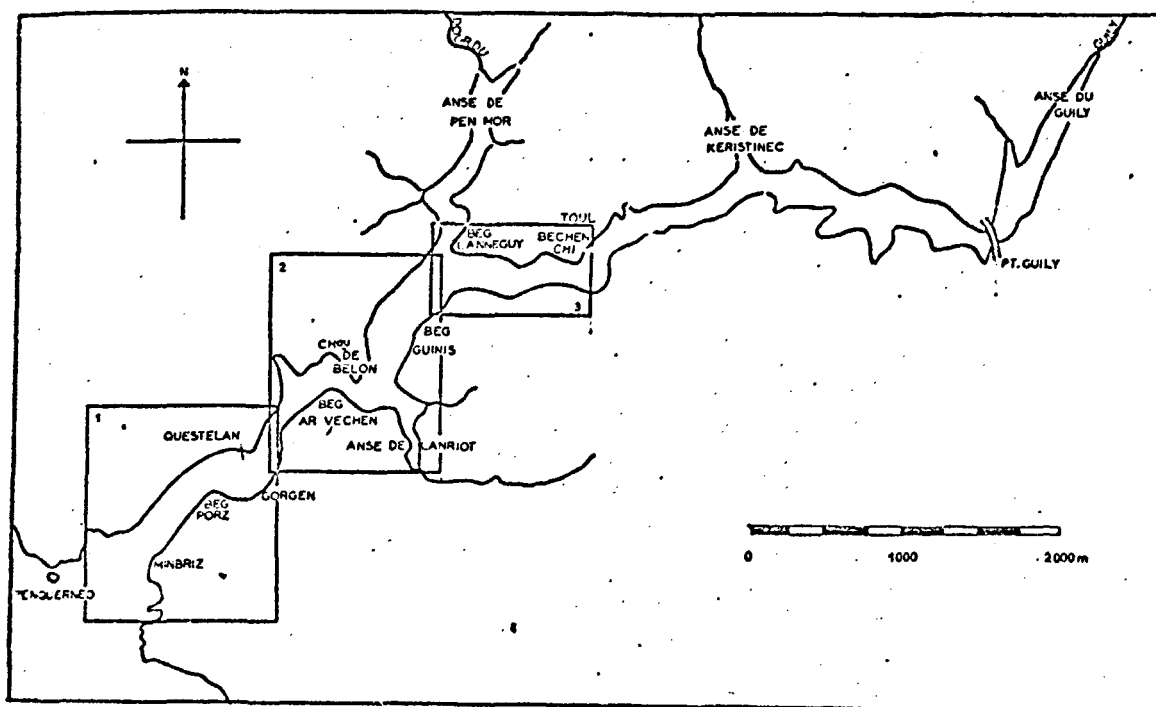 N
ANSE DE
PEN MOR
ANSE DE
KERISTINEC
ANSE DU
GUILY
PT. GUILY
TOUL
BEG
LANNEGUY
BECHEN
CHI
3
2
BEG
GUINIS
CHOU
DE
BELON
BEG
AR VECHEN
ANSE DE LANRIOT
1
QUESTELAN
GORGEN
BEG
PORZ
MINBRIZ
0 1000 2000m